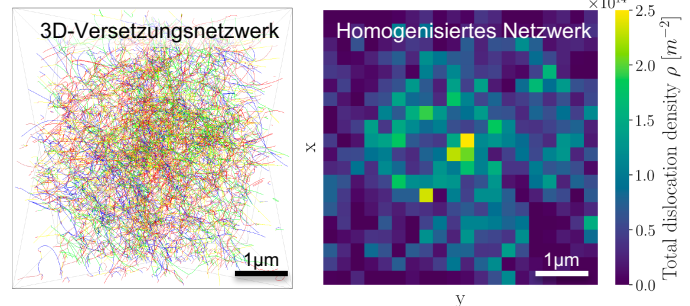 3D-Versetzungsnetzwerk
1µm
Homogenisiertes Netzwerk
x
1µm
y
2.5
2.0
1.5
1.0
0.5
0.0
Total dislocation density ρ [m⁻²]